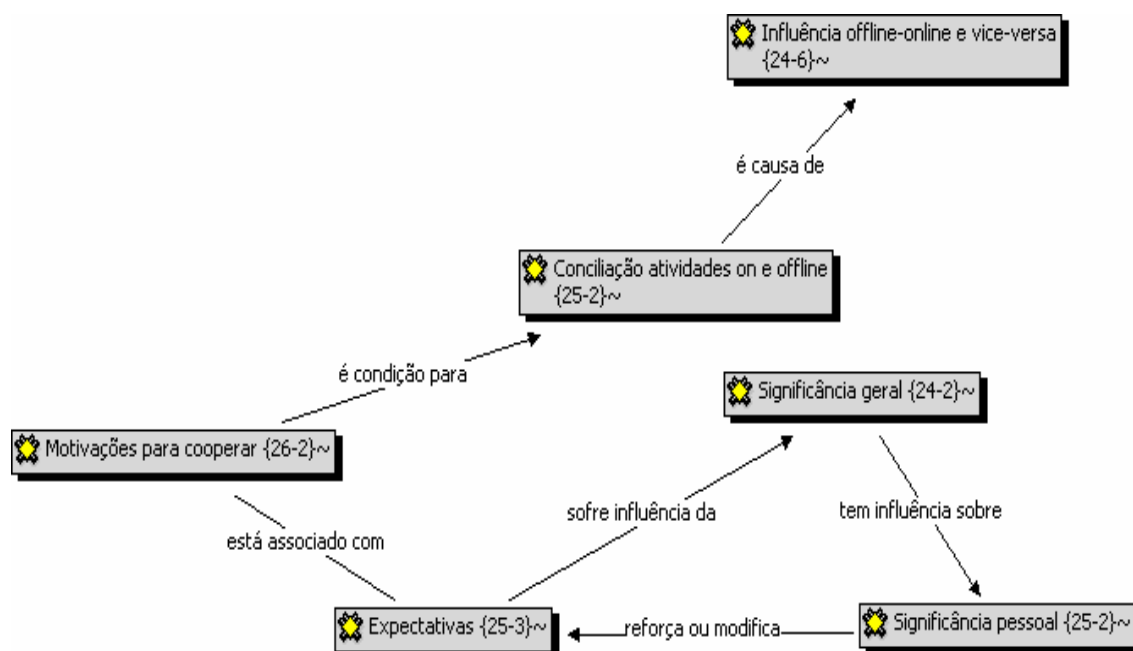 Influência offline-online e vice-versa
{24-6}~
é causa de
Conciliação atividades on e offline
{25-2}~
é condição para
Significância geral {24-2}~
Motivações para cooperar {26-2}~
sofre influência da
tem influência sobre
está associado com
Expectativas {25-3}~
reforça ou modifica
Significância pessoal {25-2}~